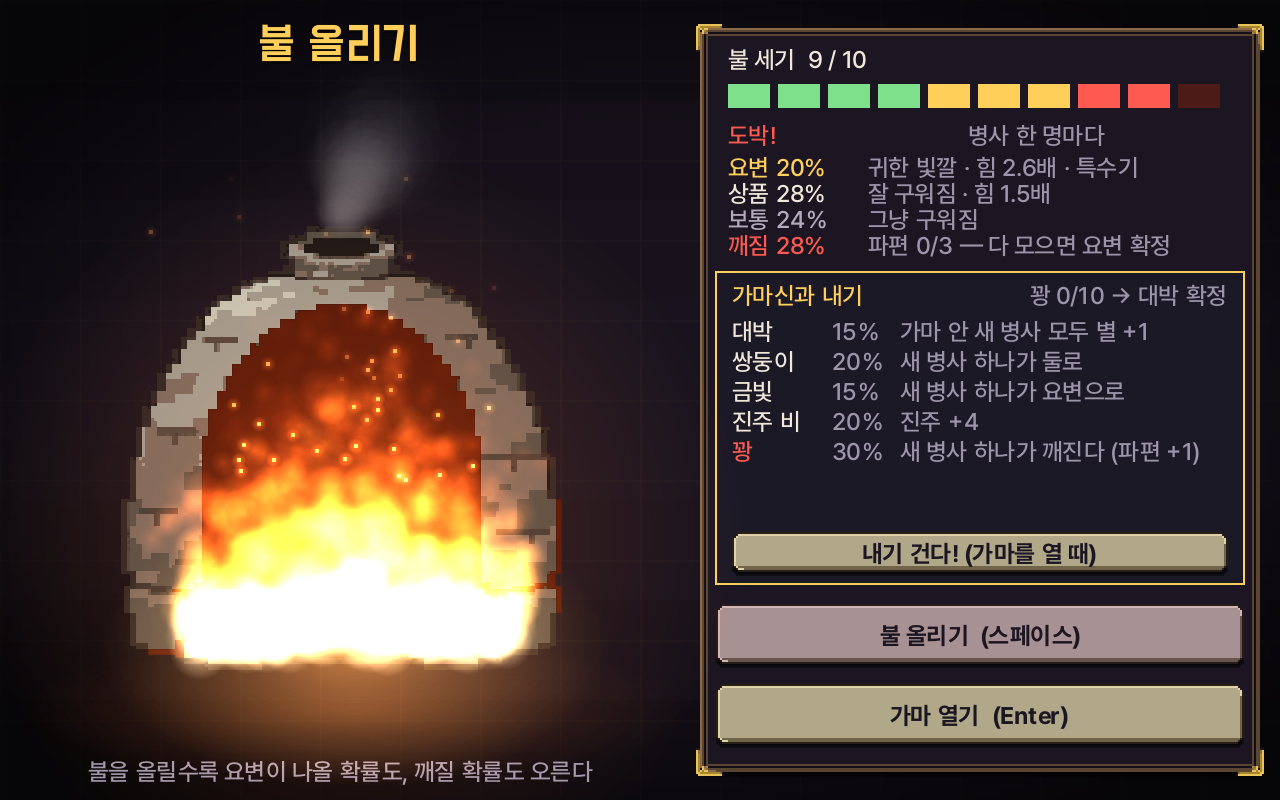 불 올리기
불 세기 9 / 10
도박! 병사 한 명마다
요변 20% 귀한 빛깔 · 힘 2.6배 · 특수기
상품 28% 잘 구워짐 · 힘 1.5배
보통 24% 그냥 구워짐
깨짐 28% 파편 0/3 — 다 모으면 요변 확정
가마신과 내기 꽝 0/10 → 대박 확정
대박 15% 가마 안 새 병사 모두 별 +1
쌍둥이 20% 새 병사 하나가 둘로
금빛 15% 새 병사 하나가 요변으로
진주 비 20% 진주 +4
꽝 30% 새 병사 하나가 깨진다 (파편 +1)
내기 건다! (가마를 열 때)
불 올리기 (스페이스)
가마 열기 (Enter)
불을 올릴수록 요변이 나올 확률도, 깨질 확률도 오른다